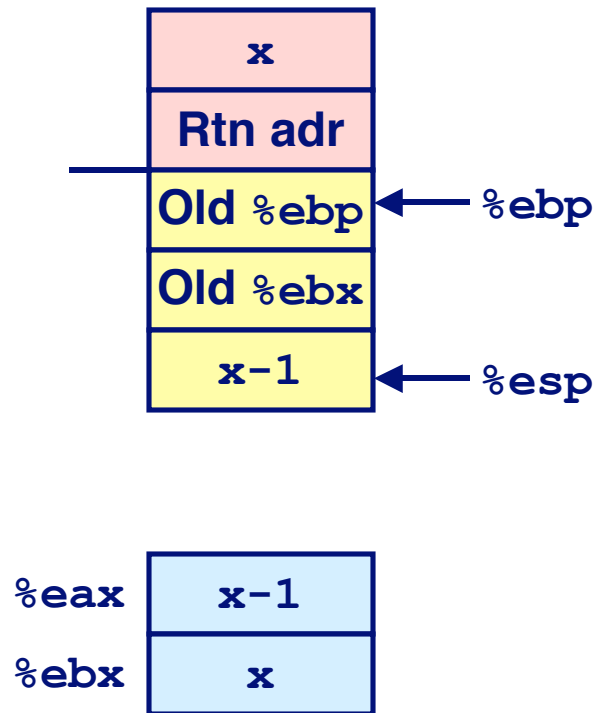 x
Rtn adr
Old %ebp %ebp
Old %ebx
x-1 %esp
%eax x-1
%ebx x